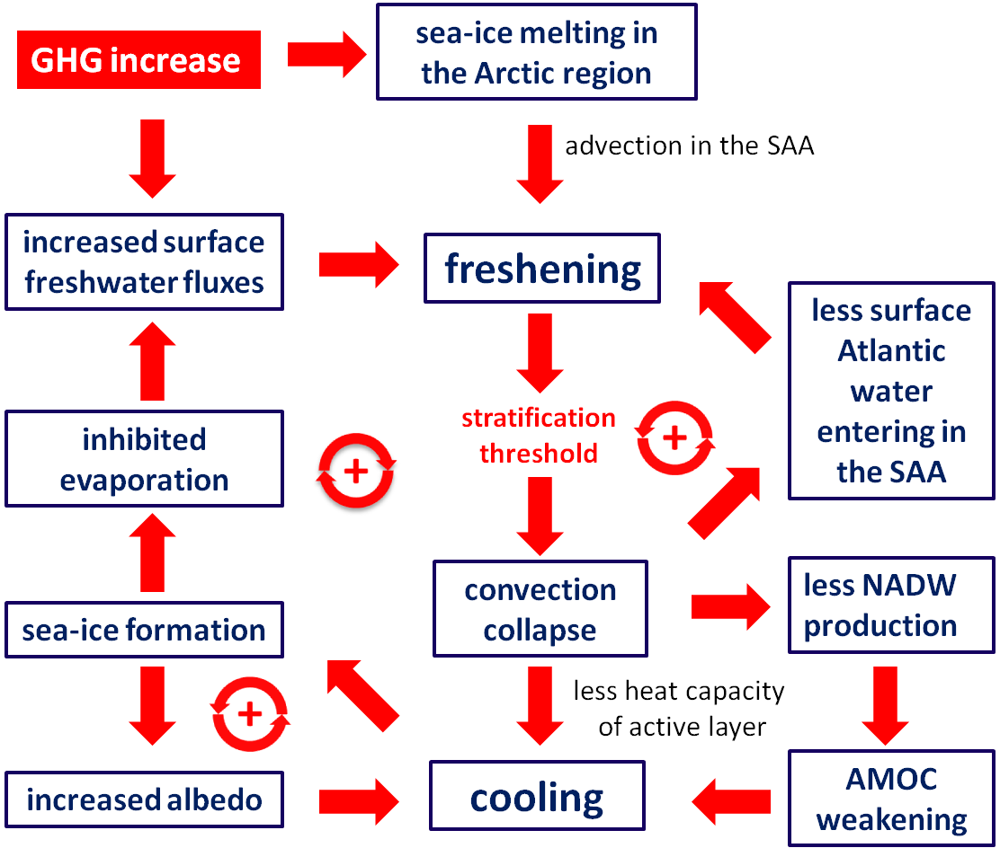 GHG increase
sea-ice melting in
the Arctic region
advection in the SAA
increased surface
freshwater fluxes
freshening
less surface
Atlantic
water
entering in
the SAA
inhibited
evaporation
+
stratification
threshold
+
sea-ice formation
convection
collapse
less NADW
production
+
less heat capacity
of active layer
increased albedo
cooling
AMOC
weakening